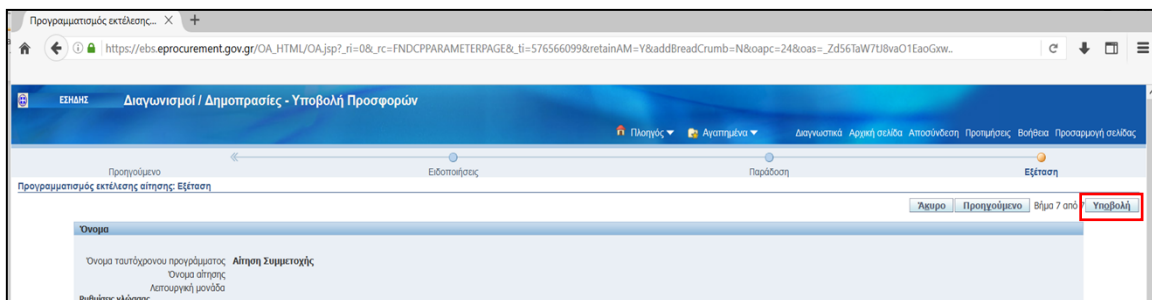 Προγραμματισμός εκτέλεσης...
https://ebs.eprocurement.gov.gr/OA_HTML/OA.jsp?_ri=0&_rc=FNDCPPARAMETERPAGE&_ti=576566099&retainAM=Y&addBreadCrumb=N&oapc=24&oas=_Zd56TaW7tJ8vaO1EaoGxw..
ΕΣΗΔΗΣ Διαγωνισμοί / Δημοπρασίες - Υποβολή Προσφορών
Πλοηγός Αγαπημένα Διαγνωστικά Αρχική σελίδα Αποσύνδεση Προτιμήσεις Βοήθεια Προσαρμογή σελίδας
Προηγούμενο Ειδοποιήσεις Παράδοση Εξέταση
Προγραμματισμός εκτέλεσης αίτησης: Εξέταση
Άκυρο Προηγούμενο Βήμα 7 από 7 Υποβολή
Όνομα
Όνομα ταυτόχρονου προγράμματος Αίτηση Συμμετοχής
Όνομα αίτησης
Λειτουργική μονάδα
Ρυθμίσεις γλώσσας